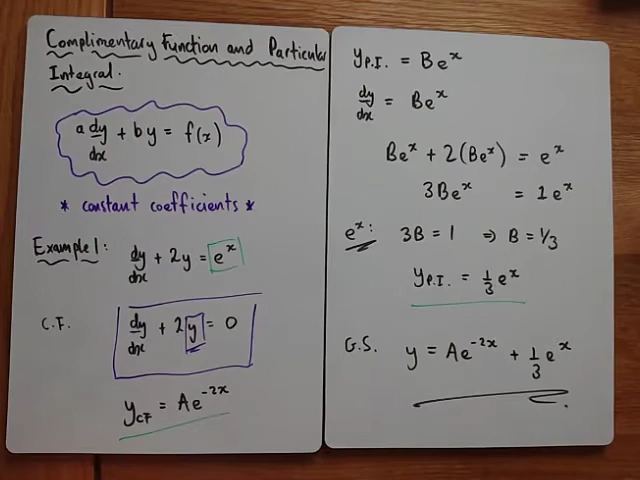 Complimentary Function and Particular
Integral.
a dy/dx + by = f(x)
* constant coefficients *
Example 1: dy/dx + 2y = e^x
C.F. dy/dx + 2y = 0
y_CF = Ae^-2x
y_P.I. = Be^x
dy/dx = Be^x
Be^x + 2(Be^x) = e^x
3Be^x = 1e^x
e^x: 3B = 1 ⇒ B = 1/3
y_P.I. = 1/3 e^x
G.S. y = Ae^-2x + 1/3 e^x